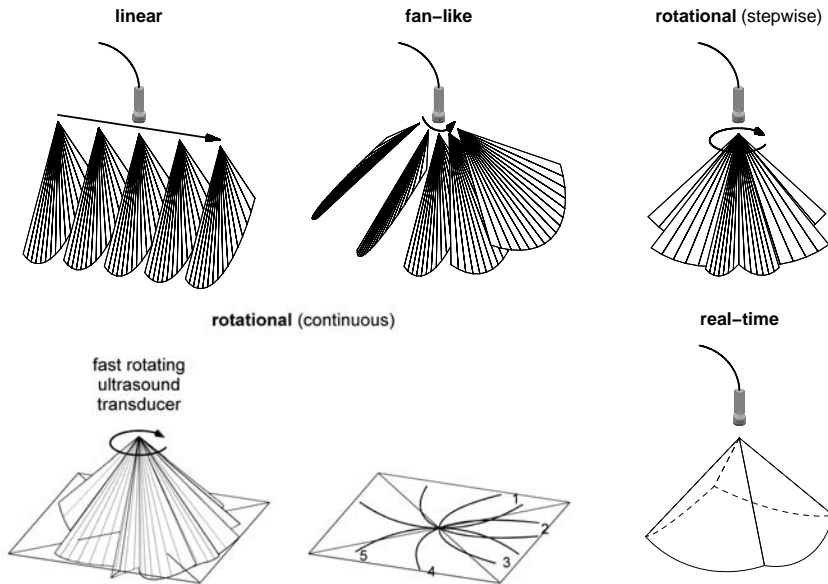 linear
fan–like
rotational (stepwise)
rotational (continuous)
real–time
fast rotating
ultrasound
transducer
1
2
3
4
5